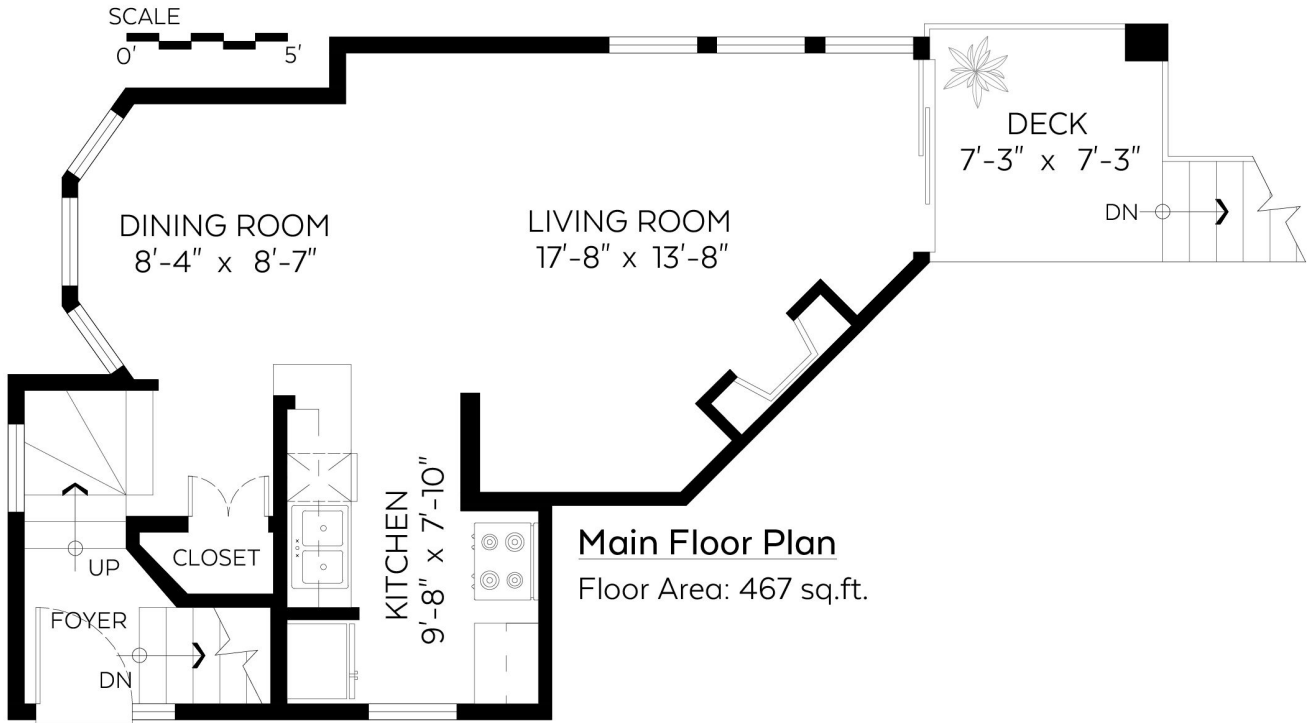 SCALE
0' 5'
DECK
7'-3" x 7'-3"
DN
DINING ROOM
8'-4" x 8'-7"
LIVING ROOM
17'-8" x 13'-8"
KITCHEN
9'-8" x 7'-10"
CLOSET
UP
FOYER
DN
Main Floor Plan
Floor Area: 467 sq.ft.